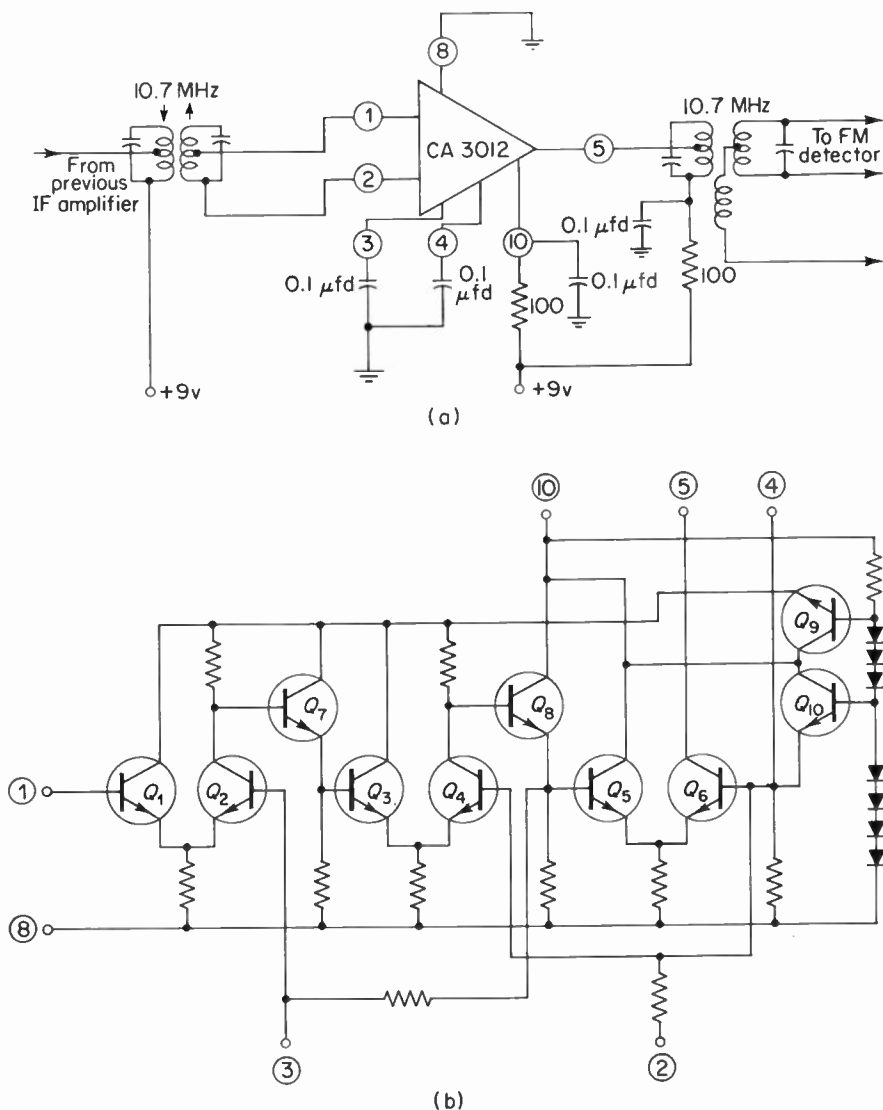 8
10.7 MHz
10.7 MHz
1
CA 3012
5
To FM
detector
From
previous
IF amplifier
2
3
4
10
0.1 µfd
0.1 µfd
0.1
µfd
0.1 µfd
100
100
+9v
+9v
(a)
10
5
4
Q9
Q7
Q8
Q10
1
Q1
Q2
Q3
Q4
Q5
Q6
8
3
2
(b)